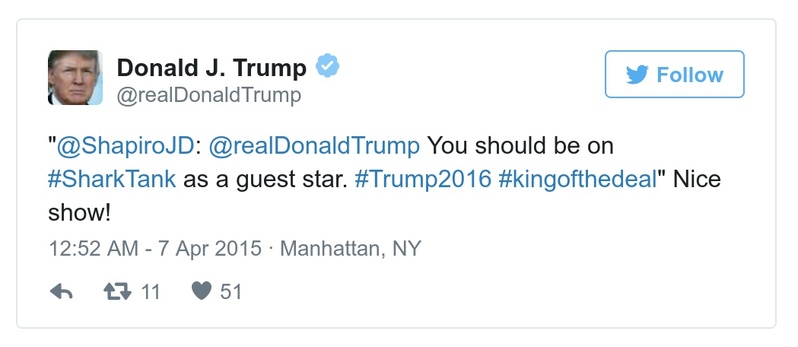 Donald J. Trump
@realDonaldTrump
Follow
"@ShapiroJD: @realDonaldTrump You should be on
#SharkTank as a guest star. #Trump2016 #kingofthedeal" Nice
show!
12:52 AM - 7 Apr 2015 · Manhattan, NY
11 51